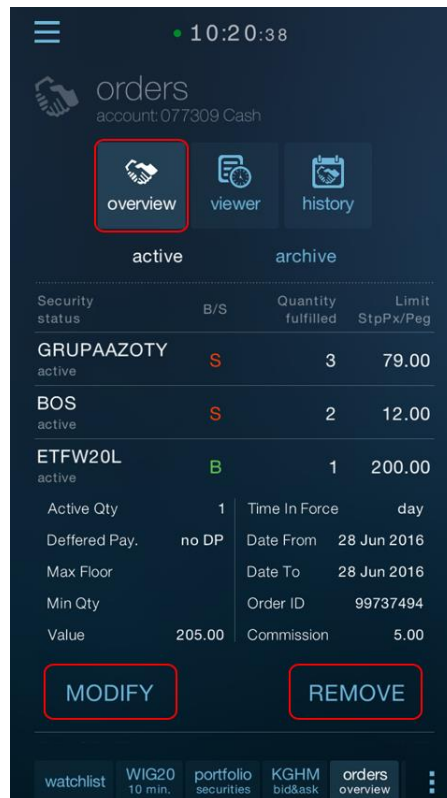 10:20:38
orders
account: 077309 Cash
overview viewer history
active archive
Security status B/S Quantity fulfilled Limit StpPx/Peg
GRUPAAZOTY S 3 79.00
active
BOS S 2 12.00
active
ETFW20L B 1 200.00
active
Active Qty 1 Time In Force day
Deffered Pay. no DP Date From 28 Jun 2016
Max Floor Date To 28 Jun 2016
Min Qty Order ID 99737494
Value 205.00 Commission 5.00
MODIFY REMOVE
watchlist WIG20 portfolio KGHM orders
10 min. securities bid&ask overview